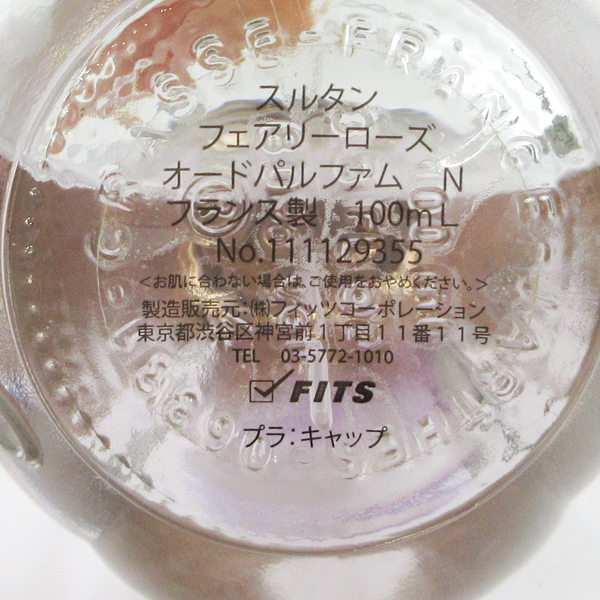 スルタン
フェアリーローズ
オードパルファム N
フランス製 100mL
No.111129355
＜お肌に合わない場合は､ご使用をおやめください｡＞
製造販売元：㈱フィッツコーポレーション
東京都渋谷区神宮前１丁目１１番１１号
TEL 03-5772-1010
FITS
プラ：キャップ
GRASSE-FRANCE